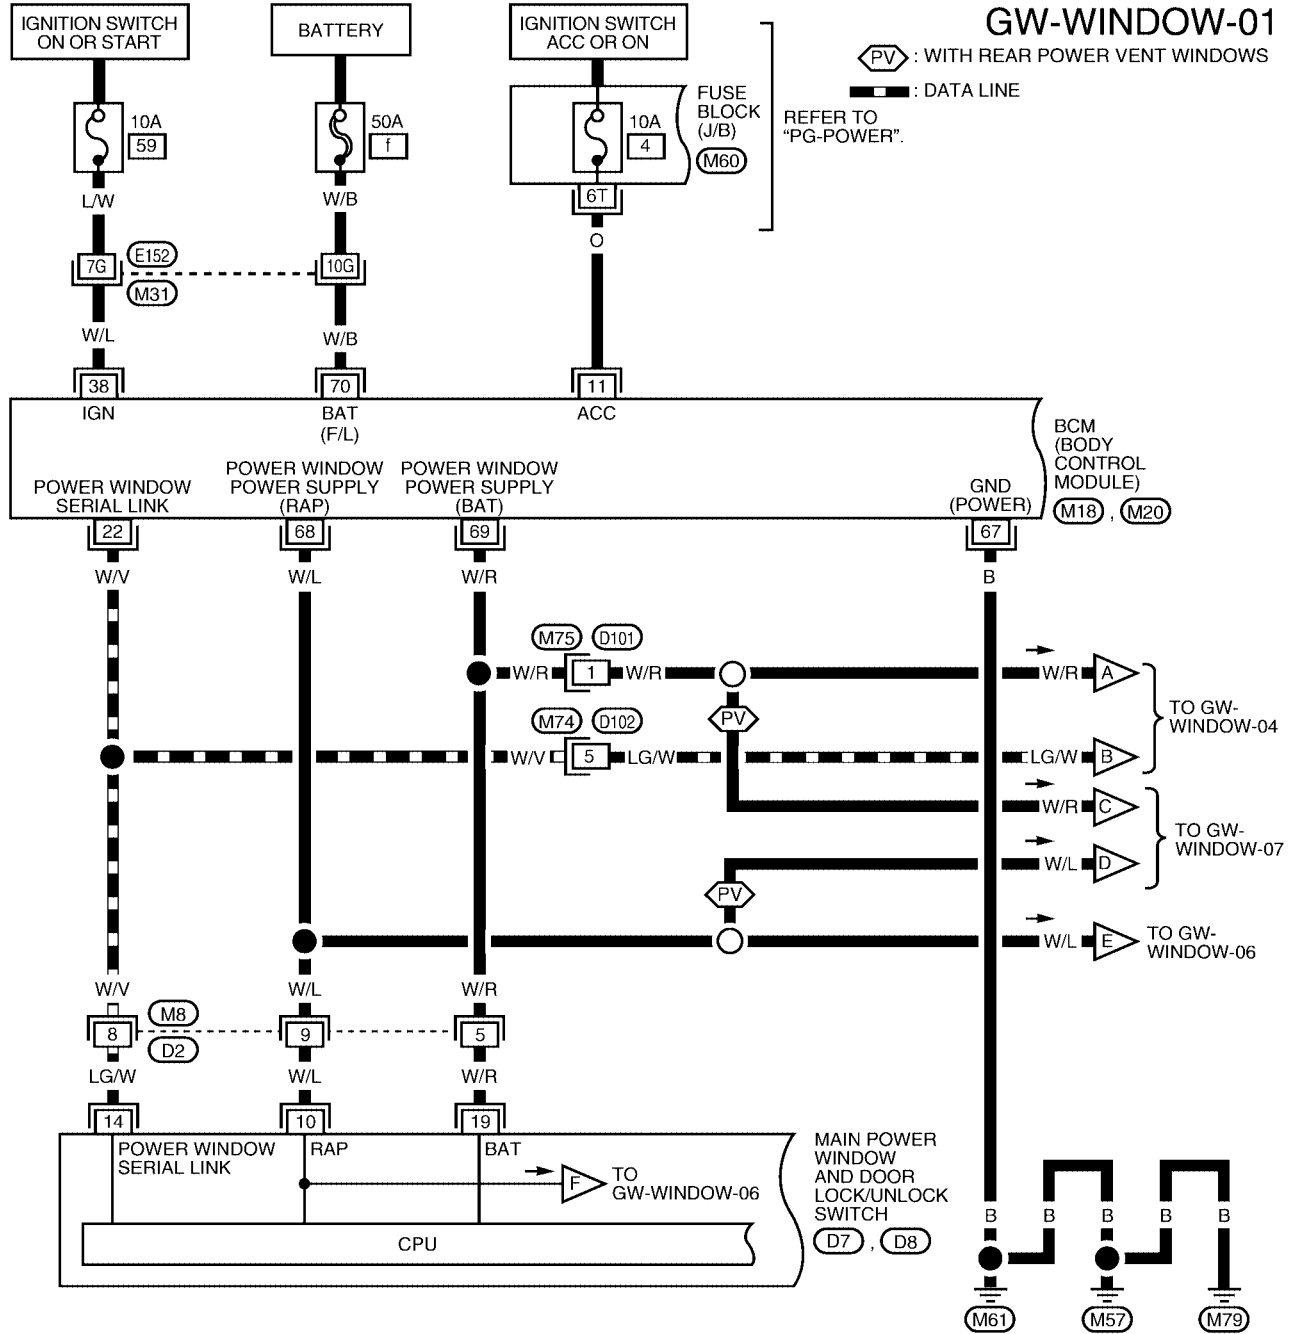 GW-WINDOW-01
IGNITION SWITCH
ON OR START
BATTERY
IGNITION SWITCH
ACC OR ON
PV : WITH REAR POWER VENT WINDOWS
: DATA LINE
10A
59
50A
f
10A
4
FUSE
BLOCK
(J/B)
M60
REFER TO
“PG-POWER”.
L/W
W/B
6T
O
7G
E152
M31
10G
W/L
W/B
38
70
11
IGN
BAT
(F/L)
ACC
BCM
(BODY
CONTROL
MODULE)
M18 , M20
POWER WINDOW
SERIAL LINK
POWER WINDOW
POWER SUPPLY
(RAP)
POWER WINDOW
POWER SUPPLY
(BAT)
GND
(POWER)
22
68
69
67
W/V
W/L
W/R
B
M75 D101
W/R 1 W/R
W/R A
PV
M74 D102
W/V 5 LG/W
LG/W B
TO GW-
WINDOW-04
W/R C
W/L D
TO GW-
WINDOW-07
PV
W/L E
TO GW-
WINDOW-06
W/V
W/L
W/R
8
M8
D2
9
5
LG/W
W/L
W/R
14
10
19
POWER WINDOW
SERIAL LINK
RAP
BAT
F
TO
GW-WINDOW-06
CPU
MAIN POWER
WINDOW
AND DOOR
LOCK/UNLOCK
SWITCH
D7 , D8
B B B B B
M61 M57 M79